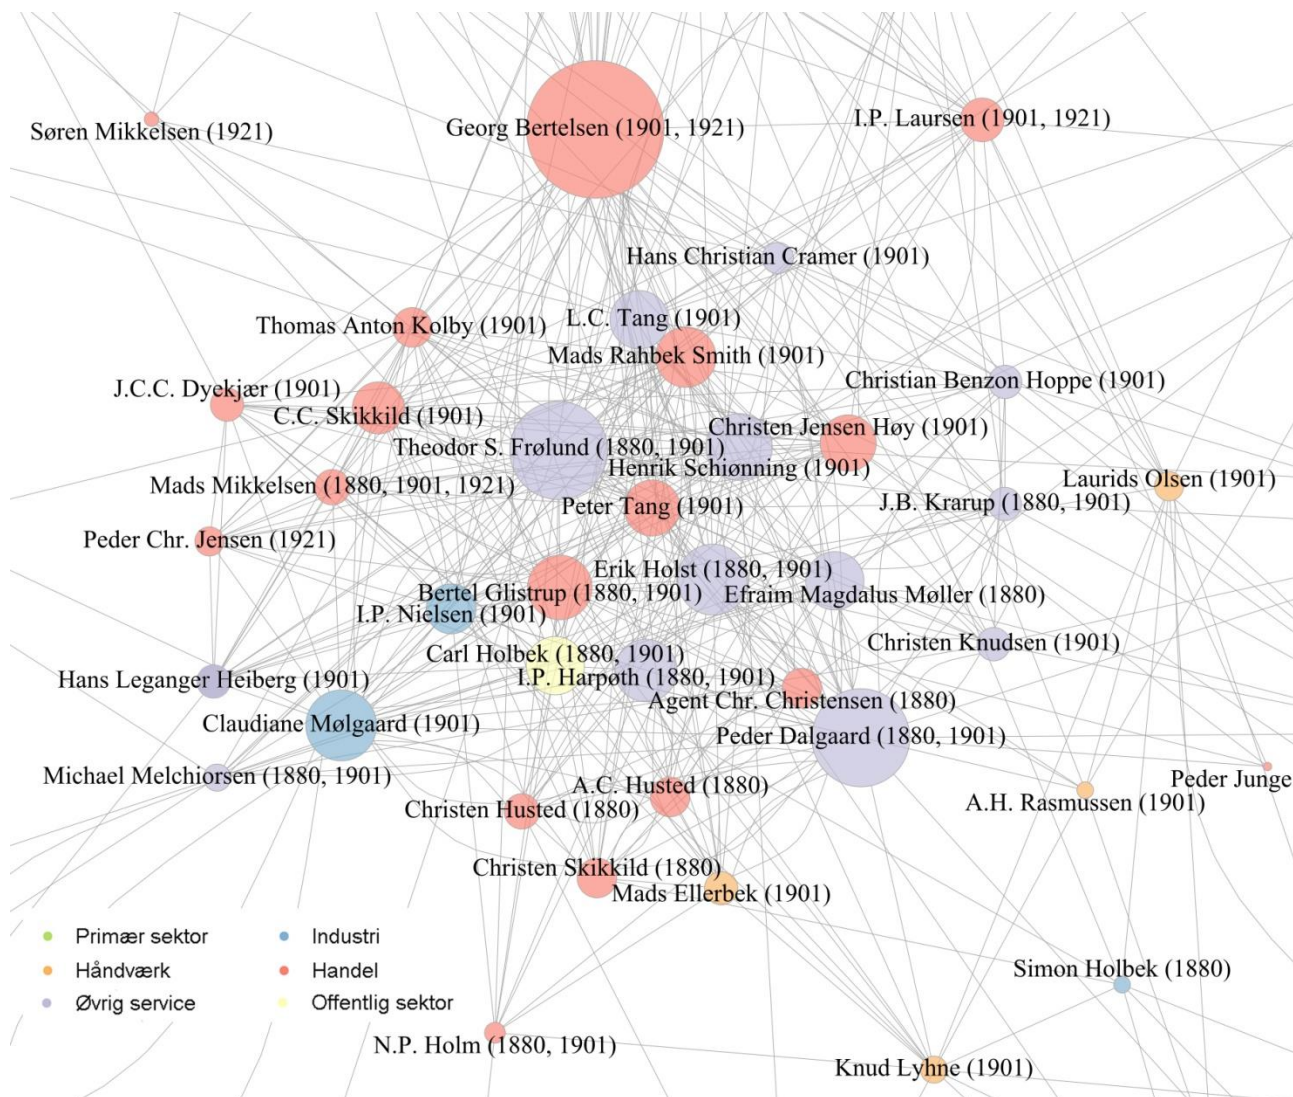 Georg Bertelsen (1901, 1921)
I.P. Laursen (1901, 1921)
Søren Mikkelsen (1921)
Hans Christian Cramer (1901)
L.C. Tang (1901)
Thomas Anton Kolby (1901)
Mads Rahbek Smith (1901)
Christian Benzon Hoppe (1901)
J.C.C. Dyekjær (1901)
C.C. Skikkild (1901)
Christen Jensen Høy (1901)
Theodor S. Frølund (1880, 1901)
Henrik Schiønning (1901)
Laurids Olsen (1901)
Mads Mikkelsen (1880, 1901, 1921)
Peter Tang (1901)
J.B. Krarup (1880, 1901)
Peder Chr. Jensen (1921)
Erik Holst (1880, 1901)
Bertel Glistrup (1880, 1901)
Efraim Magdalus Møller (1880)
I.P. Nielsen (1901)
Christen Knudsen (1901)
Carl Holbek (1880, 1901)
Hans Leganger Heiberg (1901)
I.P. Harpøth (1880, 1901)
Agent Chr. Christensen (1880)
Claudiane Mølgaard (1901)
Peder Dalgaard (1880, 1901)
Michael Melchiorsen (1880, 1901)
Peder Junge
A.C. Husted (1880)
A.H. Rasmussen (1901)
Christen Husted (1880)
Christen Skikkild (1880)
Mads Ellerbek (1901)
Primær sektor
Industri
Håndværk
Handel
Øvrig service
Offentlig sektor
Simon Holbek (1880)
N.P. Holm (1880, 1901)
Knud Lyhne (1901)